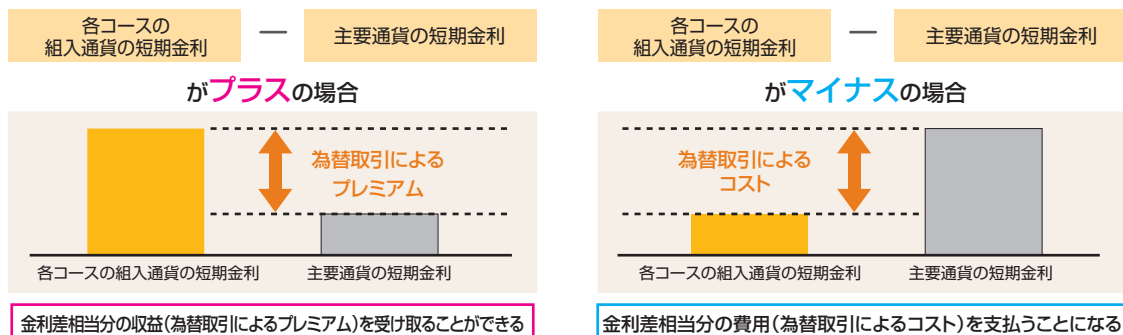 各コースの
組入通貨の短期金利
ー
主要通貨の短期金利
がプラスの場合
為替取引による
プレミアム
各コースの組入通貨の短期金利
主要通貨の短期金利
金利差相当分の収益(為替取引によるプレミアム)を受け取ることができる
各コースの
組入通貨の短期金利
ー
主要通貨の短期金利
がマイナスの場合
為替取引による
コスト
各コースの組入通貨の短期金利
主要通貨の短期金利
金利差相当分の費用(為替取引によるコスト)を支払うことになる